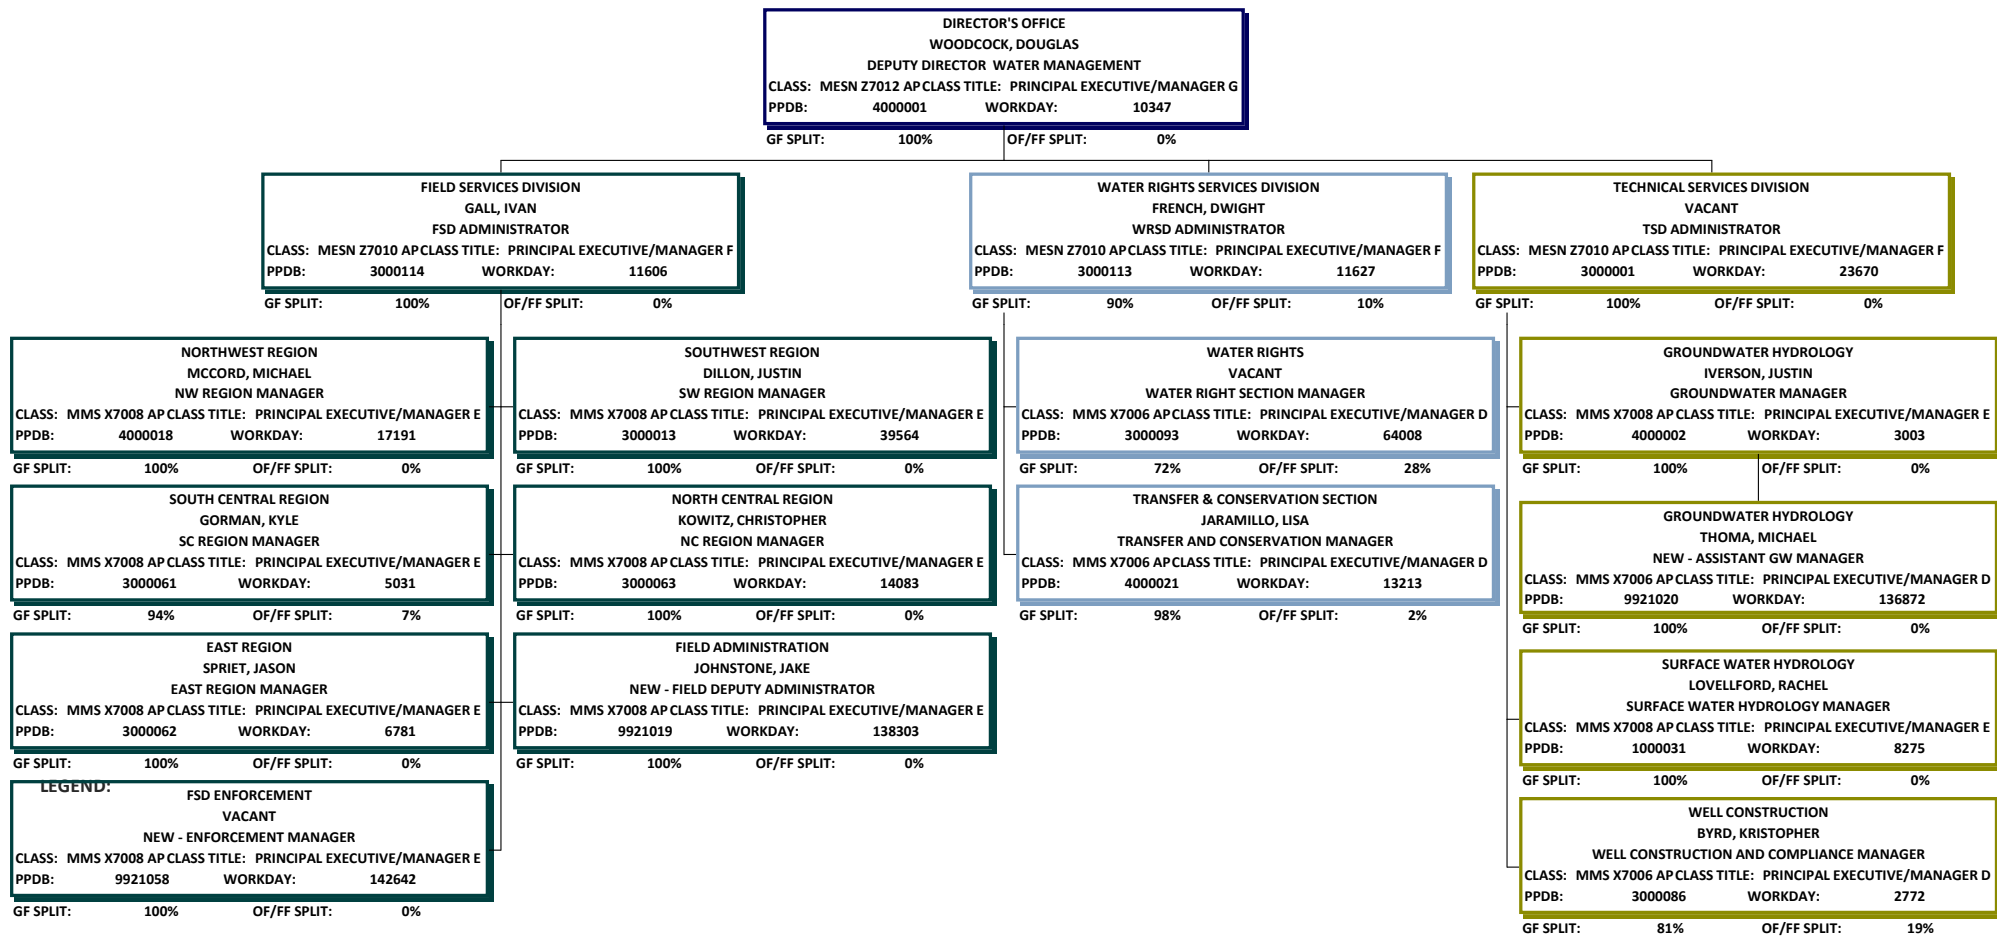 DIRECTOR'S OFFICE
WOODCOCK, DOUGLAS
DEPUTY DIRECTOR  WATER MANAGEMENT
CLASS: MESN Z7012 AP CLASS TITLE: PRINCIPAL EXECUTIVE/MANAGER G
PPDB: 4000001 WORKDAY: 10347
GF SPLIT: 100% OF/FF SPLIT: 0%
FIELD SERVICES DIVISION
GALL, IVAN
FSD ADMINISTRATOR
CLASS: MESN Z7010 AP CLASS TITLE: PRINCIPAL EXECUTIVE/MANAGER F
PPDB: 3000114 WORKDAY: 11606
GF SPLIT: 100% OF/FF SPLIT: 0%
WATER RIGHTS SERVICES DIVISION
FRENCH, DWIGHT
WRSD ADMINISTRATOR
CLASS: MESN Z7010 AP CLASS TITLE: PRINCIPAL EXECUTIVE/MANAGER F
PPDB: 3000113 WORKDAY: 11627
GF SPLIT: 90% OF/FF SPLIT: 10%
TECHNICAL SERVICES DIVISION
VACANT
TSD ADMINISTRATOR
CLASS: MESN Z7010 AP CLASS TITLE: PRINCIPAL EXECUTIVE/MANAGER F
PPDB: 3000001 WORKDAY: 23670
GF SPLIT: 100% OF/FF SPLIT: 0%
NORTHWEST REGION
MCCORD, MICHAEL
NW REGION MANAGER
CLASS: MMS X7008 AP CLASS TITLE: PRINCIPAL EXECUTIVE/MANAGER E
PPDB: 4000018 WORKDAY: 17191
GF SPLIT: 100% OF/FF SPLIT: 0%
SOUTHWEST REGION
DILLON, JUSTIN
SW REGION MANAGER
CLASS: MMS X7008 AP CLASS TITLE: PRINCIPAL EXECUTIVE/MANAGER E
PPDB: 3000013 WORKDAY: 39564
GF SPLIT: 100% OF/FF SPLIT: 0%
WATER RIGHTS
VACANT
WATER RIGHT SECTION MANAGER
CLASS: MMS X7006 AP CLASS TITLE: PRINCIPAL EXECUTIVE/MANAGER D
PPDB: 3000093 WORKDAY: 64008
GF SPLIT: 72% OF/FF SPLIT: 28%
GROUNDWATER HYDROLOGY
IVERSON, JUSTIN
GROUNDWATER MANAGER
CLASS: MMS X7008 AP CLASS TITLE: PRINCIPAL EXECUTIVE/MANAGER E
PPDB: 4000002 WORKDAY: 3003
GF SPLIT: 100% OF/FF SPLIT: 0%
SOUTH CENTRAL REGION
GORMAN, KYLE
SC REGION MANAGER
CLASS: MMS X7008 AP CLASS TITLE: PRINCIPAL EXECUTIVE/MANAGER E
PPDB: 3000061 WORKDAY: 5031
GF SPLIT: 94% OF/FF SPLIT: 7%
NORTH CENTRAL REGION
KOWITZ, CHRISTOPHER
NC REGION MANAGER
CLASS: MMS X7008 AP CLASS TITLE: PRINCIPAL EXECUTIVE/MANAGER E
PPDB: 3000063 WORKDAY: 14083
GF SPLIT: 100% OF/FF SPLIT: 0%
TRANSFER & CONSERVATION SECTION
JARAMILLO, LISA
TRANSFER AND CONSERVATION MANAGER
CLASS: MMS X7006 AP CLASS TITLE: PRINCIPAL EXECUTIVE/MANAGER D
PPDB: 4000021 WORKDAY: 13213
GF SPLIT: 98% OF/FF SPLIT: 2%
GROUNDWATER HYDROLOGY
THOMA, MICHAEL
NEW - ASSISTANT GW MANAGER
CLASS: MMS X7006 AP CLASS TITLE: PRINCIPAL EXECUTIVE/MANAGER D
PPDB: 9921020 WORKDAY: 136872
GF SPLIT: 100% OF/FF SPLIT: 0%
EAST REGION
SPRIET, JASON
EAST REGION MANAGER
CLASS: MMS X7008 AP CLASS TITLE: PRINCIPAL EXECUTIVE/MANAGER E
PPDB: 3000062 WORKDAY: 6781
GF SPLIT: 100% OF/FF SPLIT: 0%
FIELD ADMINISTRATION
JOHNSTONE, JAKE
NEW - FIELD DEPUTY ADMINISTRATOR
CLASS: MMS X7008 AP CLASS TITLE: PRINCIPAL EXECUTIVE/MANAGER E
PPDB: 9921019 WORKDAY: 138303
GF SPLIT: 100% OF/FF SPLIT: 0%
SURFACE WATER HYDROLOGY
LOVELLFORD, RACHEL
SURFACE WATER HYDROLOGY MANAGER
CLASS: MMS X7008 AP CLASS TITLE: PRINCIPAL EXECUTIVE/MANAGER E
PPDB: 1000031 WORKDAY: 8275
GF SPLIT: 100% OF/FF SPLIT: 0%
LEGEND:
FSD ENFORCEMENT
VACANT
NEW - ENFORCEMENT MANAGER
CLASS: MMS X7008 AP CLASS TITLE: PRINCIPAL EXECUTIVE/MANAGER E
PPDB: 9921058 WORKDAY: 142642
GF SPLIT: 100% OF/FF SPLIT: 0%
WELL CONSTRUCTION
BYRD, KRISTOPHER
WELL CONSTRUCTION AND COMPLIANCE MANAGER
CLASS: MMS X7006 AP CLASS TITLE: PRINCIPAL EXECUTIVE/MANAGER D
PPDB: 3000086 WORKDAY: 2772
GF SPLIT: 81% OF/FF SPLIT: 19%